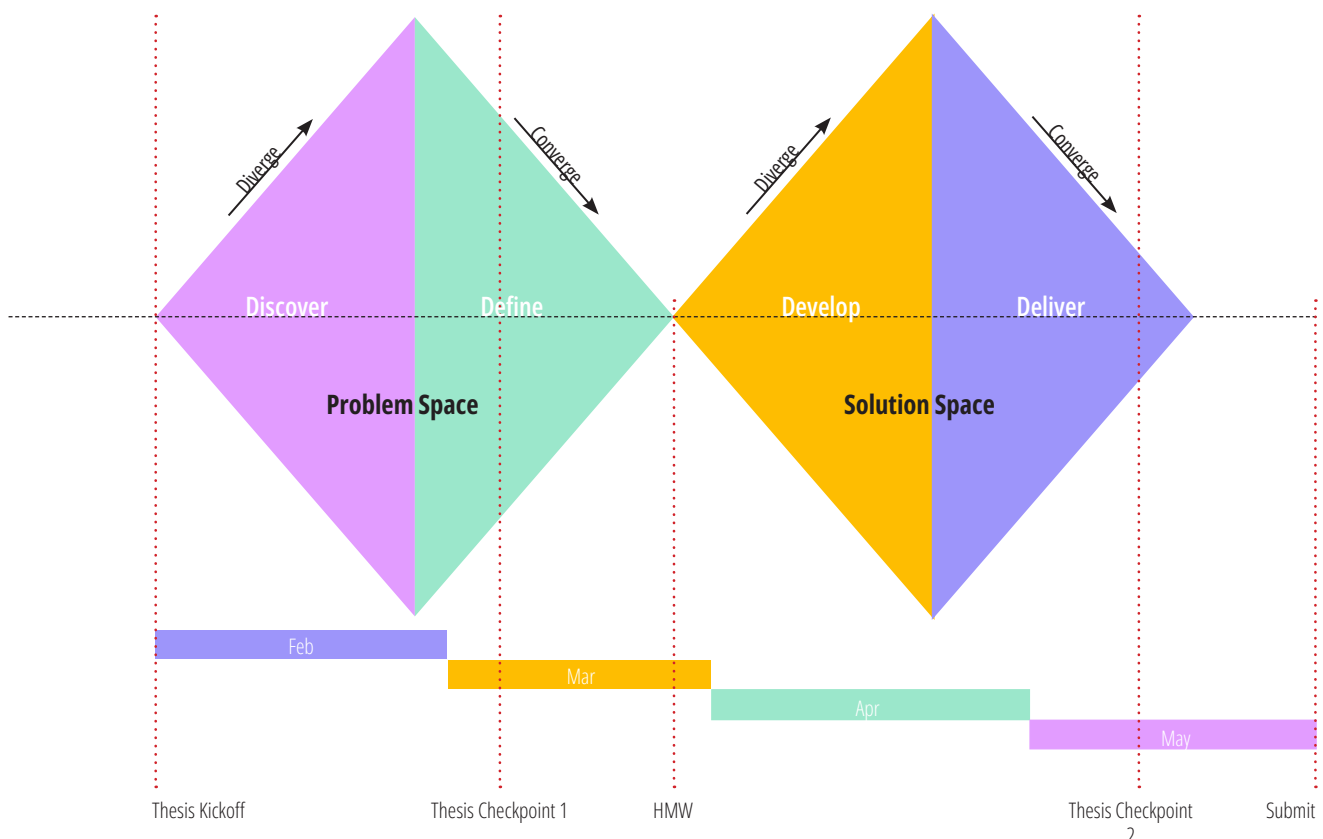 Diverge
Converge
Diverge
Converge
Discover
Define
Develop
Deliver
Problem Space
Solution Space
Feb
Mar
Apr
May
Thesis Kickoff
Thesis Checkpoint 1
HMW
Thesis Checkpoint
2
Submit